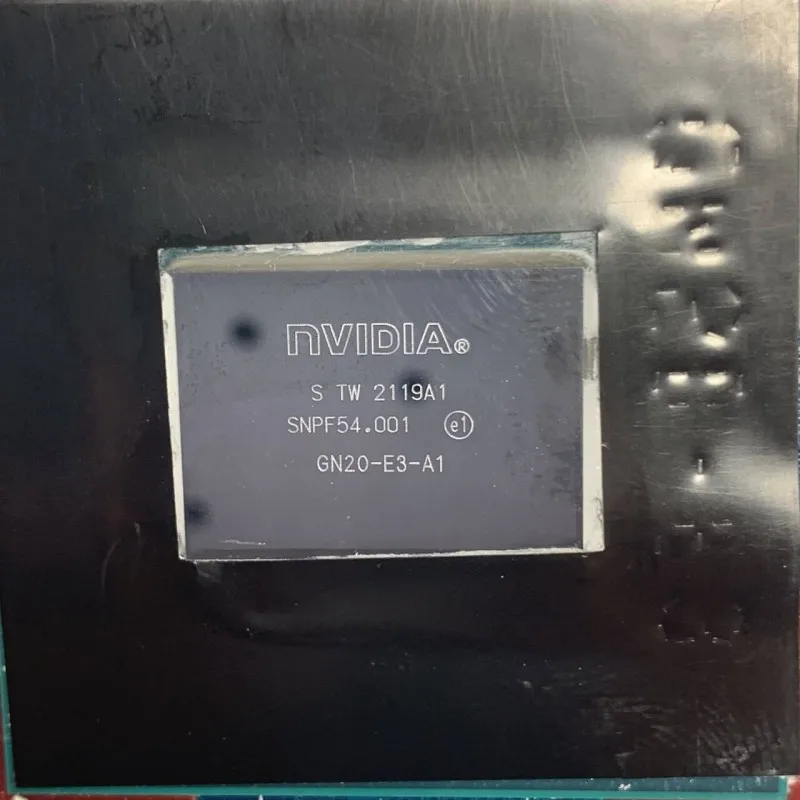 nVIDIA®
S TW 2119A1
SNPF54.001 e1
GN20-E3-A1